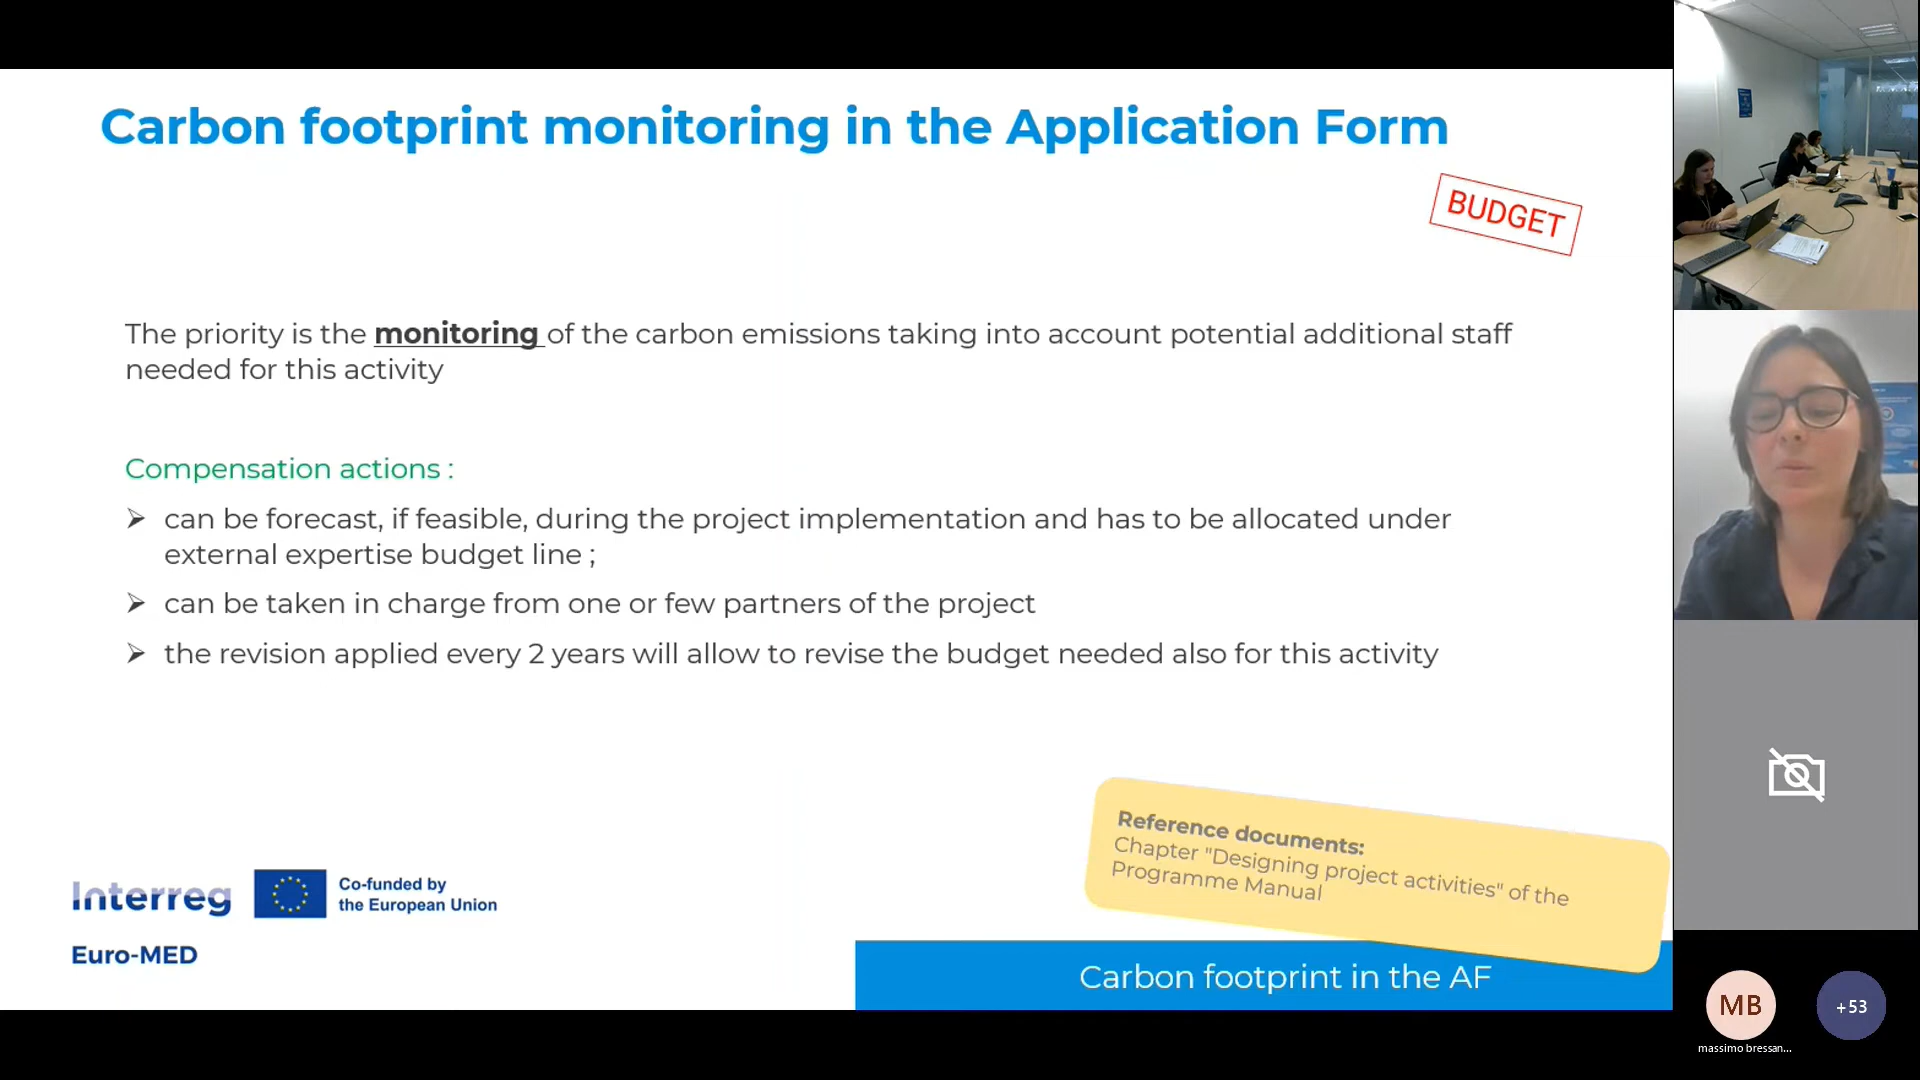 Carbon footprint monitoring in the Application Form
BUDGET
The priority is the monitoring of the carbon emissions taking into account potential additional staff
needed for this activity
Compensation actions :
can be forecast, if feasible, during the project implementation and has to be allocated under
external expertise budget line ;
can be taken in charge from one or few partners of the project
the revision applied every 2 years will allow to revise the budget needed also for this activity
Reference documents:
Chapter "Designing project activities" of the
Programme Manual
Interreg
Co-funded by
the European Union
Euro-MED
Carbon footprint in the AF
MB
+53
massimo bressan...